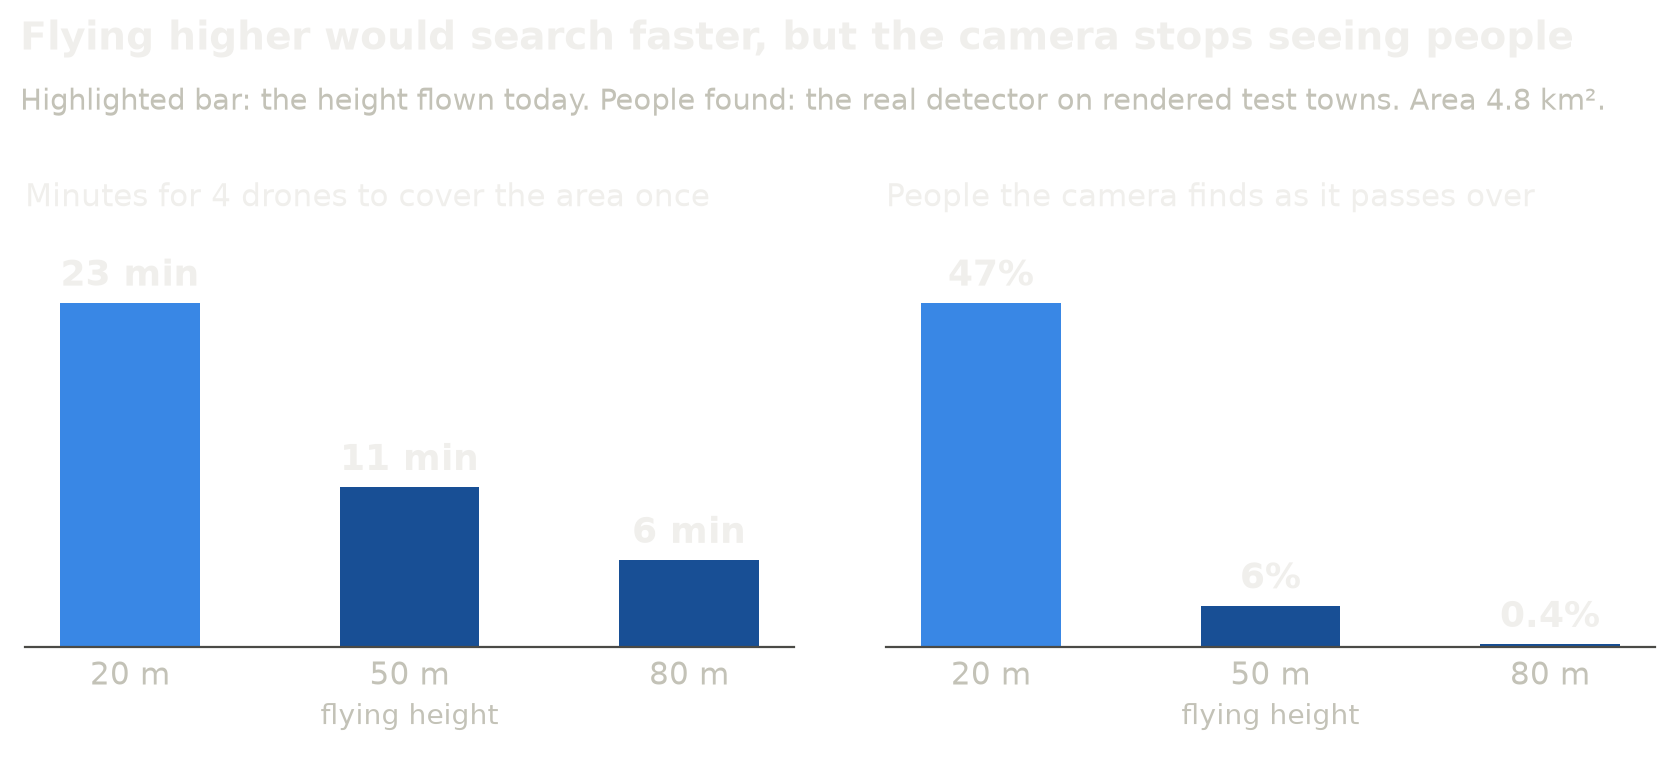 Flying higher would search faster, but the camera stops seeing people
Highlighted bar: the height flown today. People found: the real detector on rendered test towns. Area 4.8 km².
Minutes for 4 drones to cover the area once
23 min
11 min
6 min
20 m
50 m
80 m
flying height
People the camera finds as it passes over
47%
6%
0.4%
20 m
50 m
80 m
flying height